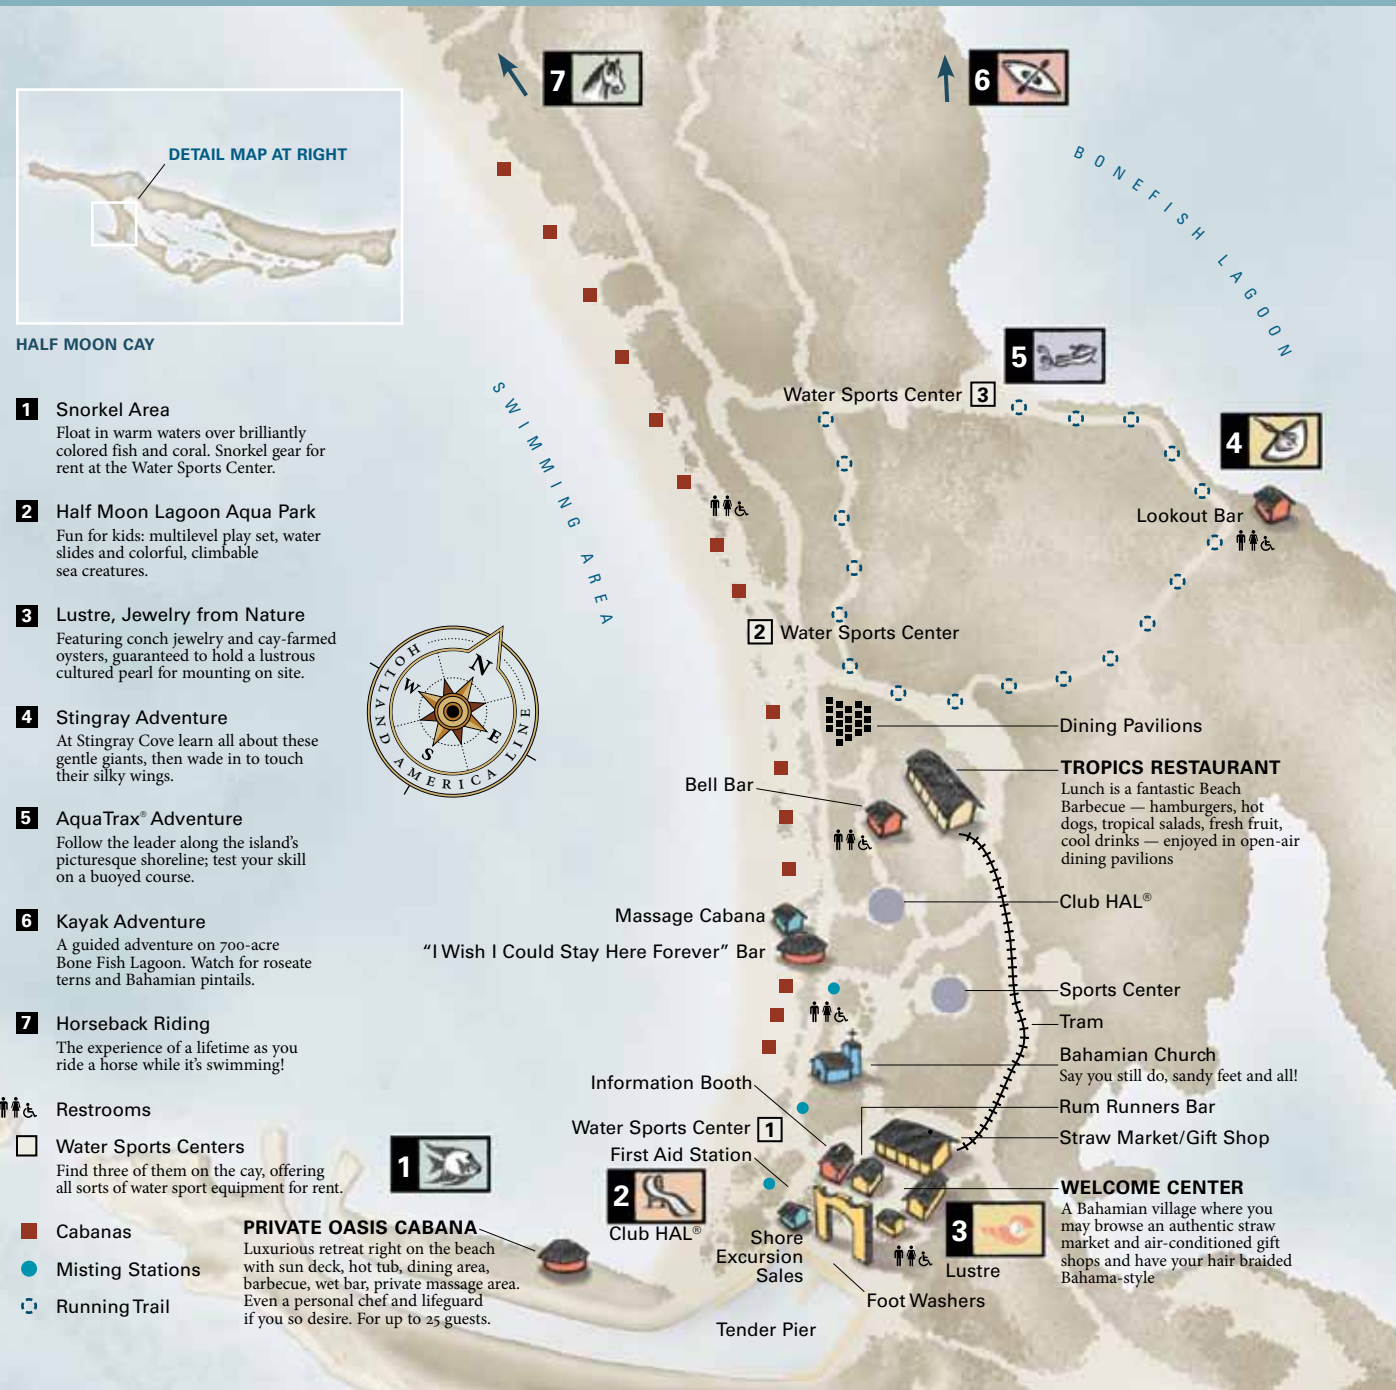 7
6
DETAIL MAP AT RIGHT
BONEFISH LAGOON
HALF MOON CAY
5
Water Sports Center 3
4
Lookout Bar
SWIMMING AREA
1 Snorkel Area
Float in warm waters over brilliantly
colored fish and coral. Snorkel gear for
rent at the Water Sports Center.
2 Half Moon Lagoon Aqua Park
Fun for kids: multilevel play set, water
slides and colorful, climbable
sea creatures.
3 Lustre, Jewelry from Nature
Featuring conch jewelry and cay-farmed
oysters, guaranteed to hold a lustrous
cultured pearl for mounting on site.
4 Stingray Adventure
At Stingray Cove learn all about these
gentle giants, then wade in to touch
their silky wings.
5 AquaTrax® Adventure
Follow the leader along the island's
picturesque shoreline; test your skill
on a buoyed course.
6 Kayak Adventure
A guided adventure on 700-acre
Bone Fish Lagoon. Watch for roseate
terns and Bahamian pintails.
7 Horseback Riding
The experience of a lifetime as you
ride a horse while it's swimming!
Restrooms
Water Sports Centers
Find three of them on the cay, offering
all sorts of water sport equipment for rent.
Cabanas
Misting Stations
Running Trail
HOLLAND AMERICA LINE
N
W
E
S
2 Water Sports Center
Dining Pavilions
TROPICS RESTAURANT
Lunch is a fantastic Beach
Barbecue — hamburgers, hot
dogs, tropical salads, fresh fruit,
cool drinks — enjoyed in open-air
dining pavilions
Bell Bar
Club HAL®
Massage Cabana
"I Wish I Could Stay Here Forever" Bar
Sports Center
Tram
Bahamian Church
Say you still do, sandy feet and all!
Information Booth
Rum Runners Bar
Water Sports Center 1
Straw Market/Gift Shop
First Aid Station
1
2
Club HAL®
WELCOME CENTER
A Bahamian village where you
may browse an authentic straw
market and air-conditioned gift
shops and have your hair braided
Bahama-style
3
Lustre
PRIVATE OASIS CABANA
Luxurious retreat right on the beach
with sun deck, hot tub, dining area,
barbecue, wet bar, private massage area.
Even a personal chef and lifeguard
if you so desire. For up to 25 guests.
Shore
Excursion
Sales
Foot Washers
Tender Pier